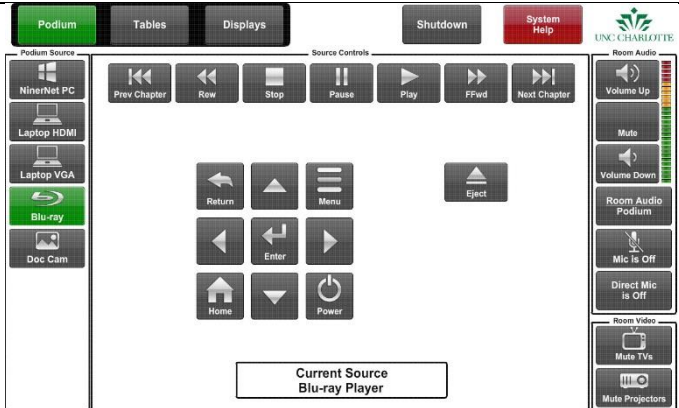 Podium
Tables
Displays
Shutdown
System
Help
UNC CHARLOTTE
Podium Source
Source Controls
Room Audio
NinerNet PC
Laptop HDMI
Laptop VGA
Blu-ray
Doc Cam
Prev Chapter
Rew
Stop
Pause
Play
FFwd
Next Chapter
Return
Menu
Eject
Enter
Home
Power
Current Source
Blu-ray Player
Volume Up
Mute
Volume Down
Room Audio
Podium
Mic is Off
Direct Mic
is Off
Room Video
Mute TVs
Mute Projectors